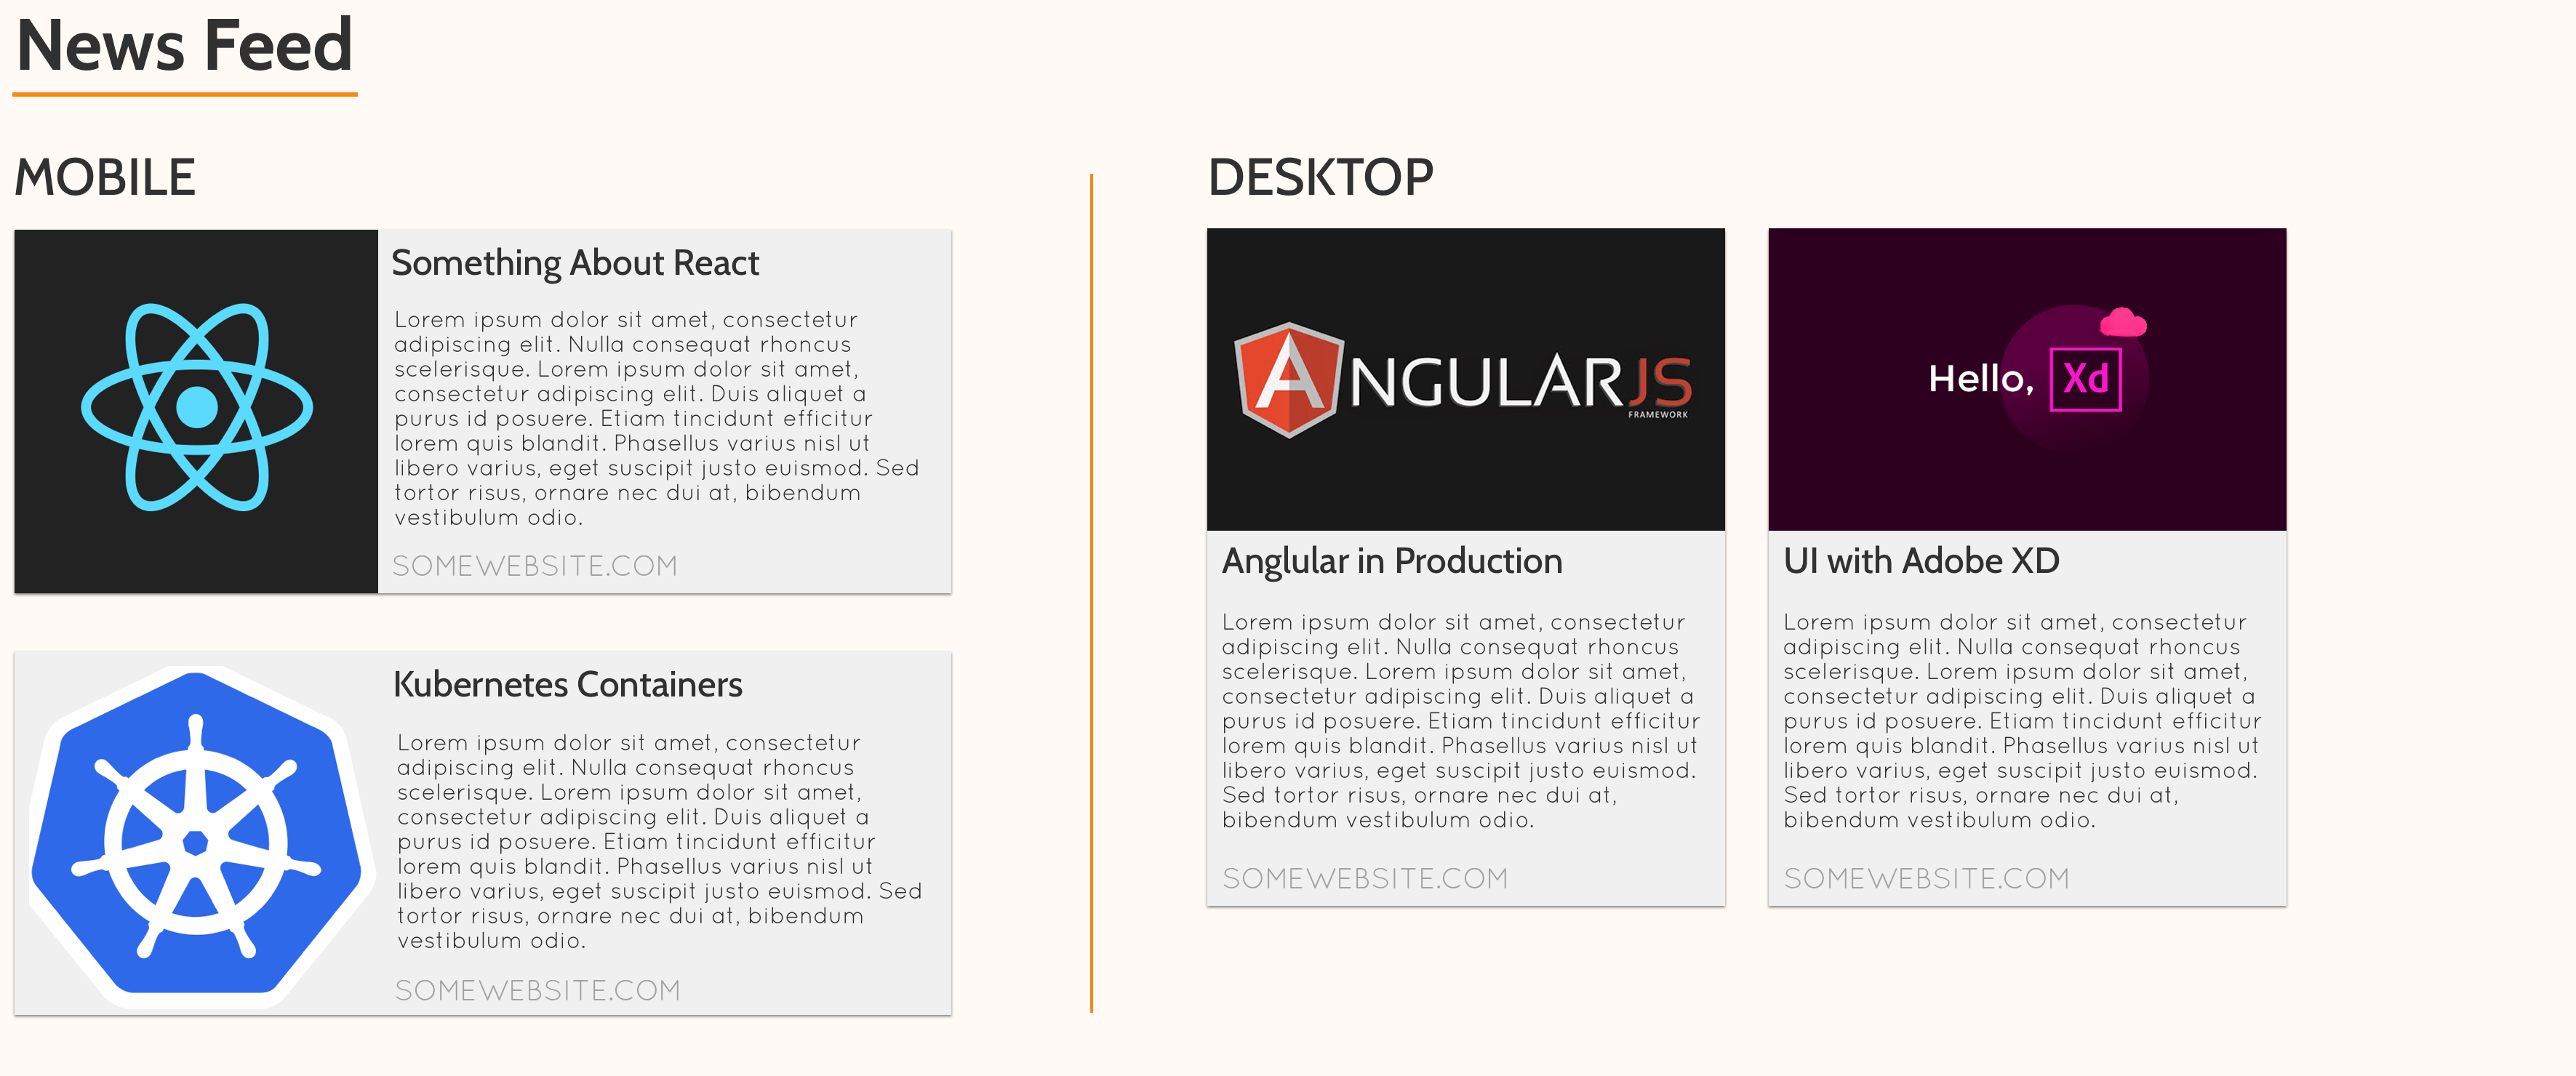 News Feed
MOBILE
Something About React
Lorem ipsum dolor sit amet, consectetur
adipiscing elit. Nulla consequat rhoncus
scelerisque. Lorem ipsum dolor sit amet,
consectetur adipiscing elit. Duis aliquet a
purus id posuere. Etiam tincidunt efficitur
lorem quis blandit. Phasellus varius nisl ut
libero varius, eget suscipit justo euismod. Sed
tortor risus, ornare nec dui at, bibendum
vestibulum odio.
SOMEWEBSITE.COM
Kubernetes Containers
Lorem ipsum dolor sit amet, consectetur
adipiscing elit. Nulla consequat rhoncus
scelerisque. Lorem ipsum dolor sit amet,
consectetur adipiscing elit. Duis aliquet a
purus id posuere. Etiam tincidunt efficitur
lorem quis blandit. Phasellus varius nisl ut
libero varius, eget suscipit justo euismod. Sed
tortor risus, ornare nec dui at, bibendum
vestibulum odio.
SOMEWEBSITE.COM
DESKTOP
ANGULARJS
FRAMEWORK
Anglular in Production
Lorem ipsum dolor sit amet, consectetur
adipiscing elit. Nulla consequat rhoncus
scelerisque. Lorem ipsum dolor sit amet,
consectetur adipiscing elit. Duis aliquet a
purus id posuere. Etiam tincidunt efficitur
lorem quis blandit. Phasellus varius nisl ut
libero varius, eget suscipit justo euismod.
Sed tortor risus, ornare nec dui at,
bibendum vestibulum odio.
SOMEWEBSITE.COM
Hello, Xd
UI with Adobe XD
Lorem ipsum dolor sit amet, consectetur
adipiscing elit. Nulla consequat rhoncus
scelerisque. Lorem ipsum dolor sit amet,
consectetur adipiscing elit. Duis aliquet a
purus id posuere. Etiam tincidunt efficitur
lorem quis blandit. Phasellus varius nisl ut
libero varius, eget suscipit justo euismod.
Sed tortor risus, ornare nec dui at,
bibendum vestibulum odio.
SOMEWEBSITE.COM